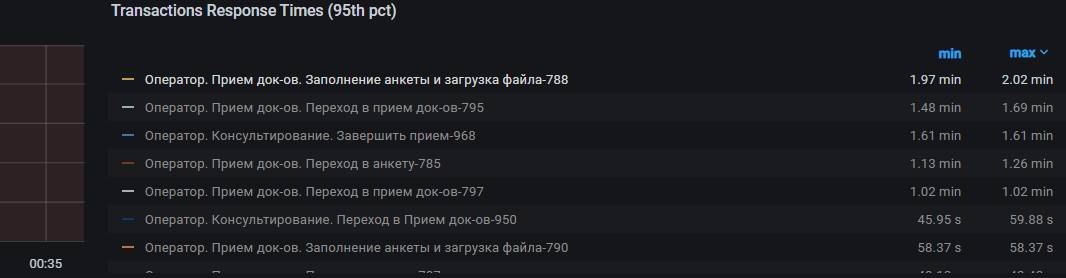 Transactions Response Times (95th pct)
min max
Оператор. Прием док-ов. Заполнение анкеты и загрузка файла-788 1.97 min 2.02 min
Оператор. Прием док-ов. Переход в прием док-ов-795 1.48 min 1.69 min
Оператор. Консультирование. Завершить прием-968 1.61 min 1.61 min
Оператор. Прием док-ов. Переход в анкету-785 1.13 min 1.26 min
Оператор. Прием док-ов. Переход в прием док-ов-797 1.02 min 1.02 min
Оператор. Консультирование. Переход в Прием док-ов-950 45.95 s 59.88 s
Оператор. Прием док-ов. Заполнение анкеты и загрузка файла-790 58.37 s 58.37 s
00:35